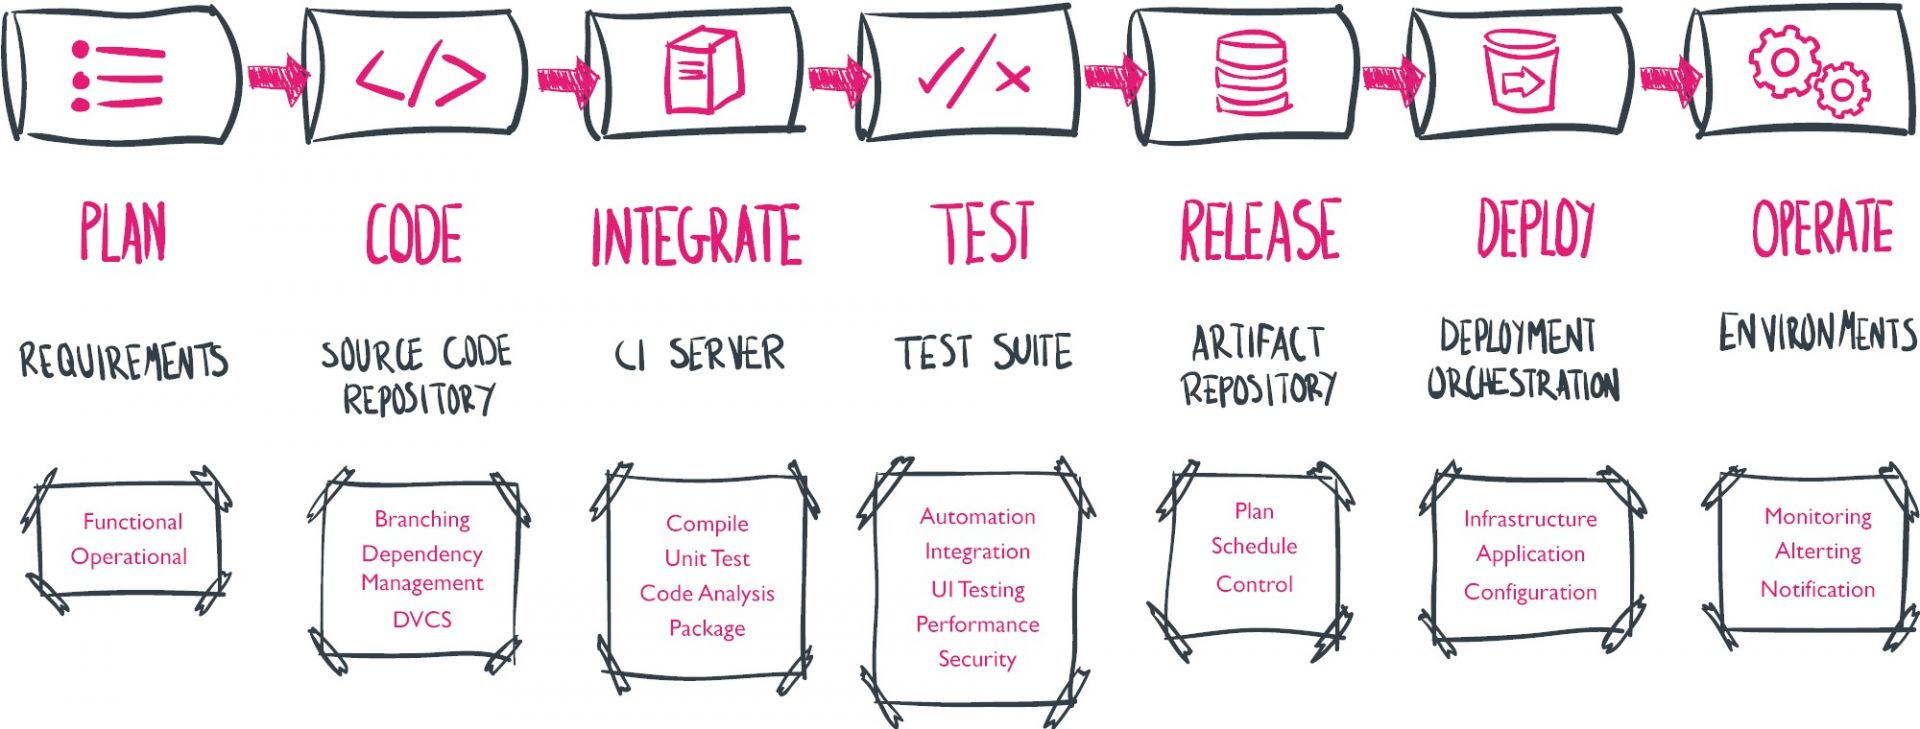 PLAN
CODE
INTEGRATE
TEST
RELEASE
DEPLOY
OPERATE
REQUIREMENTS
SOURCE CODE
REPOSITORY
CI SERVER
TEST SUITE
ARTIFACT
REPOSITORY
DEPLOYMENT
ORCHESTRATION
ENVIRONMENTS
Functional
Operational
Branching
Dependency
Management
DVCS
Compile
Unit Test
Code Analysis
Package
Automation
Integration
UI Testing
Performance
Security
Plan
Schedule
Control
Infrastructure
Application
Configuration
Monitoring
Alterting
Notification